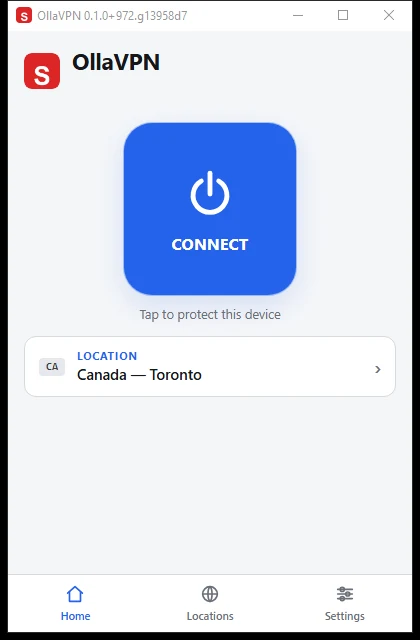 S OllaVPN 0.1.0+972.g13958d7
S OllaVPN
CONNECT
Tap to protect this device
LOCATION
CA Canada — Toronto ›
Home Locations Settings